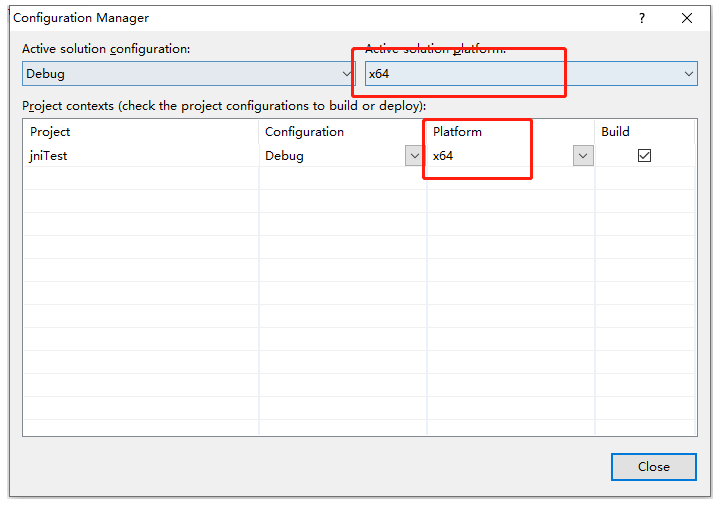 Configuration Manager
?
Active solution configuration:
Active solution platform:
Debug
x64
Project contexts (check the project configurations to build or deploy):
Project Configuration Platform Build
jniTest Debug x64
Close